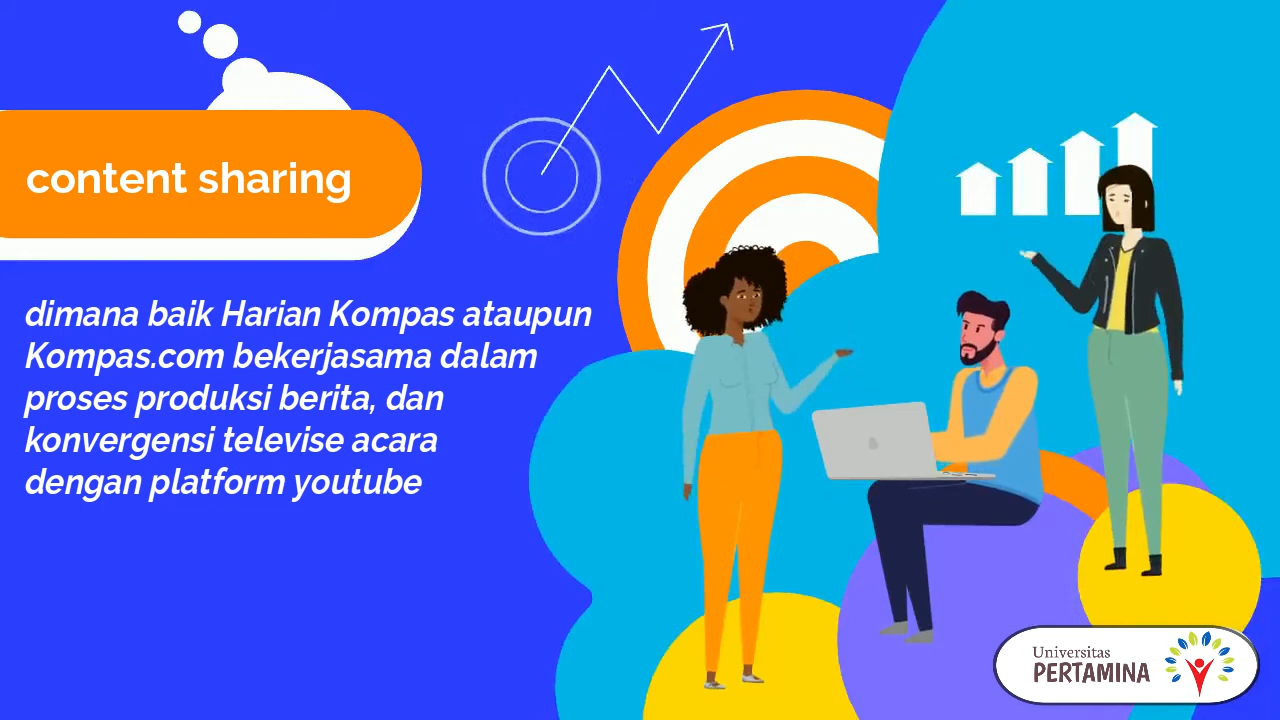 content sharing
dimana baik Harian Kompas ataupun
Kompas.com bekerjasama dalam
proses produksi berita, dan
konvergensi televise acara
dengan platform youtube
Universitas
PERTAMINA